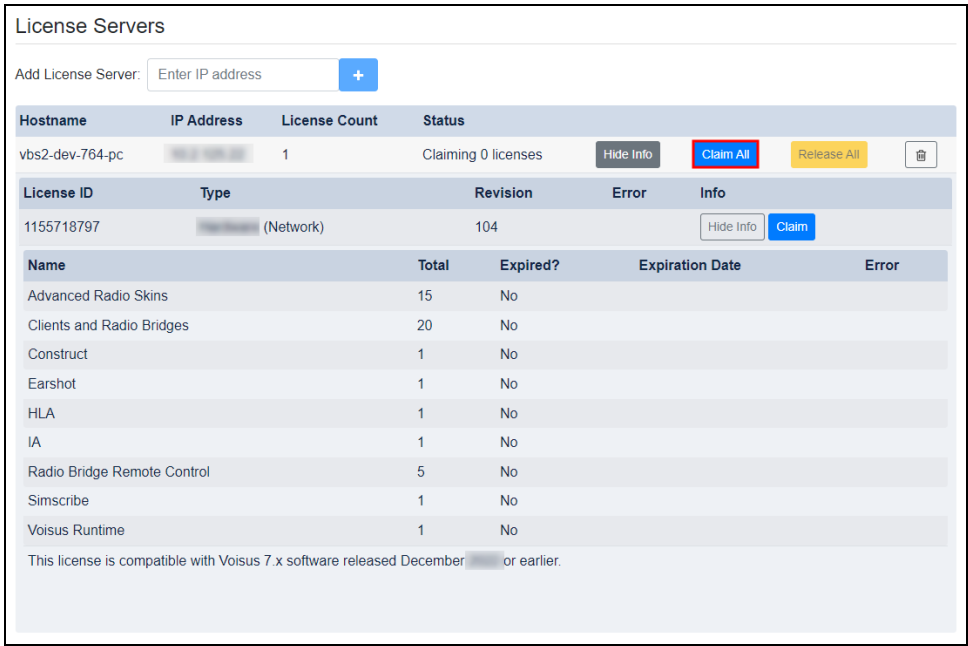 License Servers
Add License Server: Enter IP address +
Hostname IP Address License Count Status
vbs2-dev-764-pc 1 Claiming 0 licenses Hide Info Claim All Release All
License ID Type Revision Error Info
1155718797 (Network) 104 Hide Info Claim
Name Total Expired? Expiration Date Error
Advanced Radio Skins 15 No
Clients and Radio Bridges 20 No
Construct 1 No
Earshot 1 No
HLA 1 No
IA 1 No
Radio Bridge Remote Control 5 No
Simscribe 1 No
Voisus Runtime 1 No
This license is compatible with Voisus 7.x software released December or earlier.